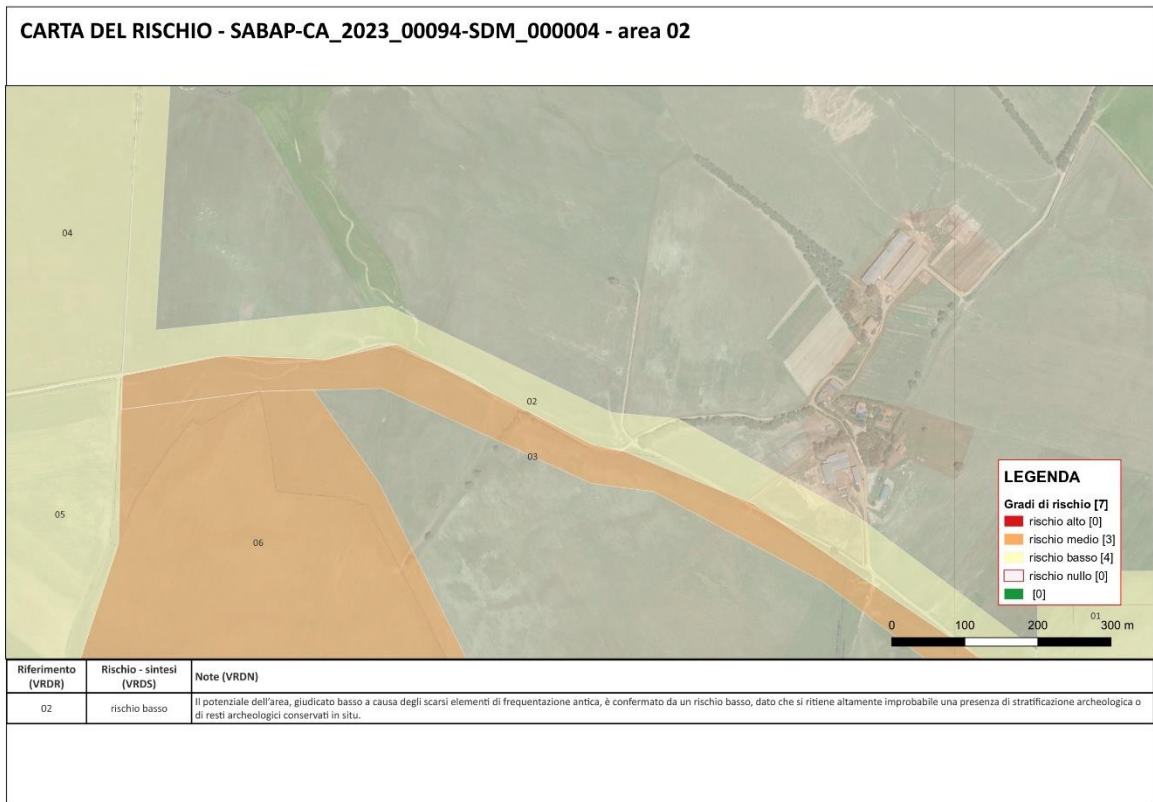 CARTA DEL RISCHIO - SABAP-CA_2023_00094-SDM_000004 - area 02
04
02
03
05
06
LEGENDA
Gradi di rischio [7]
rischio alto [0]
rischio medio [3]
rischio basso [4]
rischio nullo [0]
[0]
01
0 100 200 300 m
Riferimento (VRDR)
Rischio - sintesi (VRDS)
Note (VRDN)
02
rischio basso
Il potenziale dell'area, giudicato basso a causa degli scarsi elementi di frequentazione antica, è confermato da un rischio basso, dato che si ritiene altamente improbabile una presenza di stratificazione archeologica o
di resti archeologici conservati in situ.